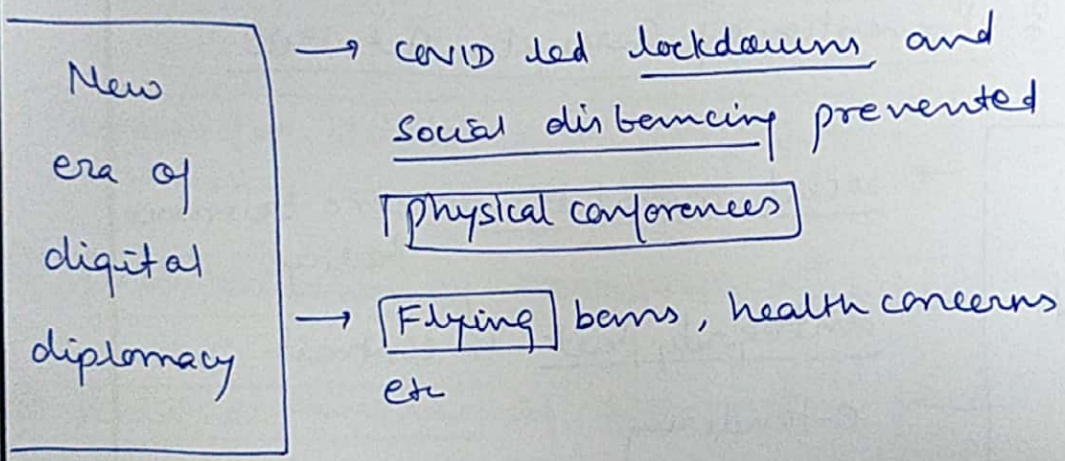 New
era of
digital
diplomacy
→ COVID led lockdowns and
social distancing prevented
physical conferences
→ Flying bans, health concerns
etc